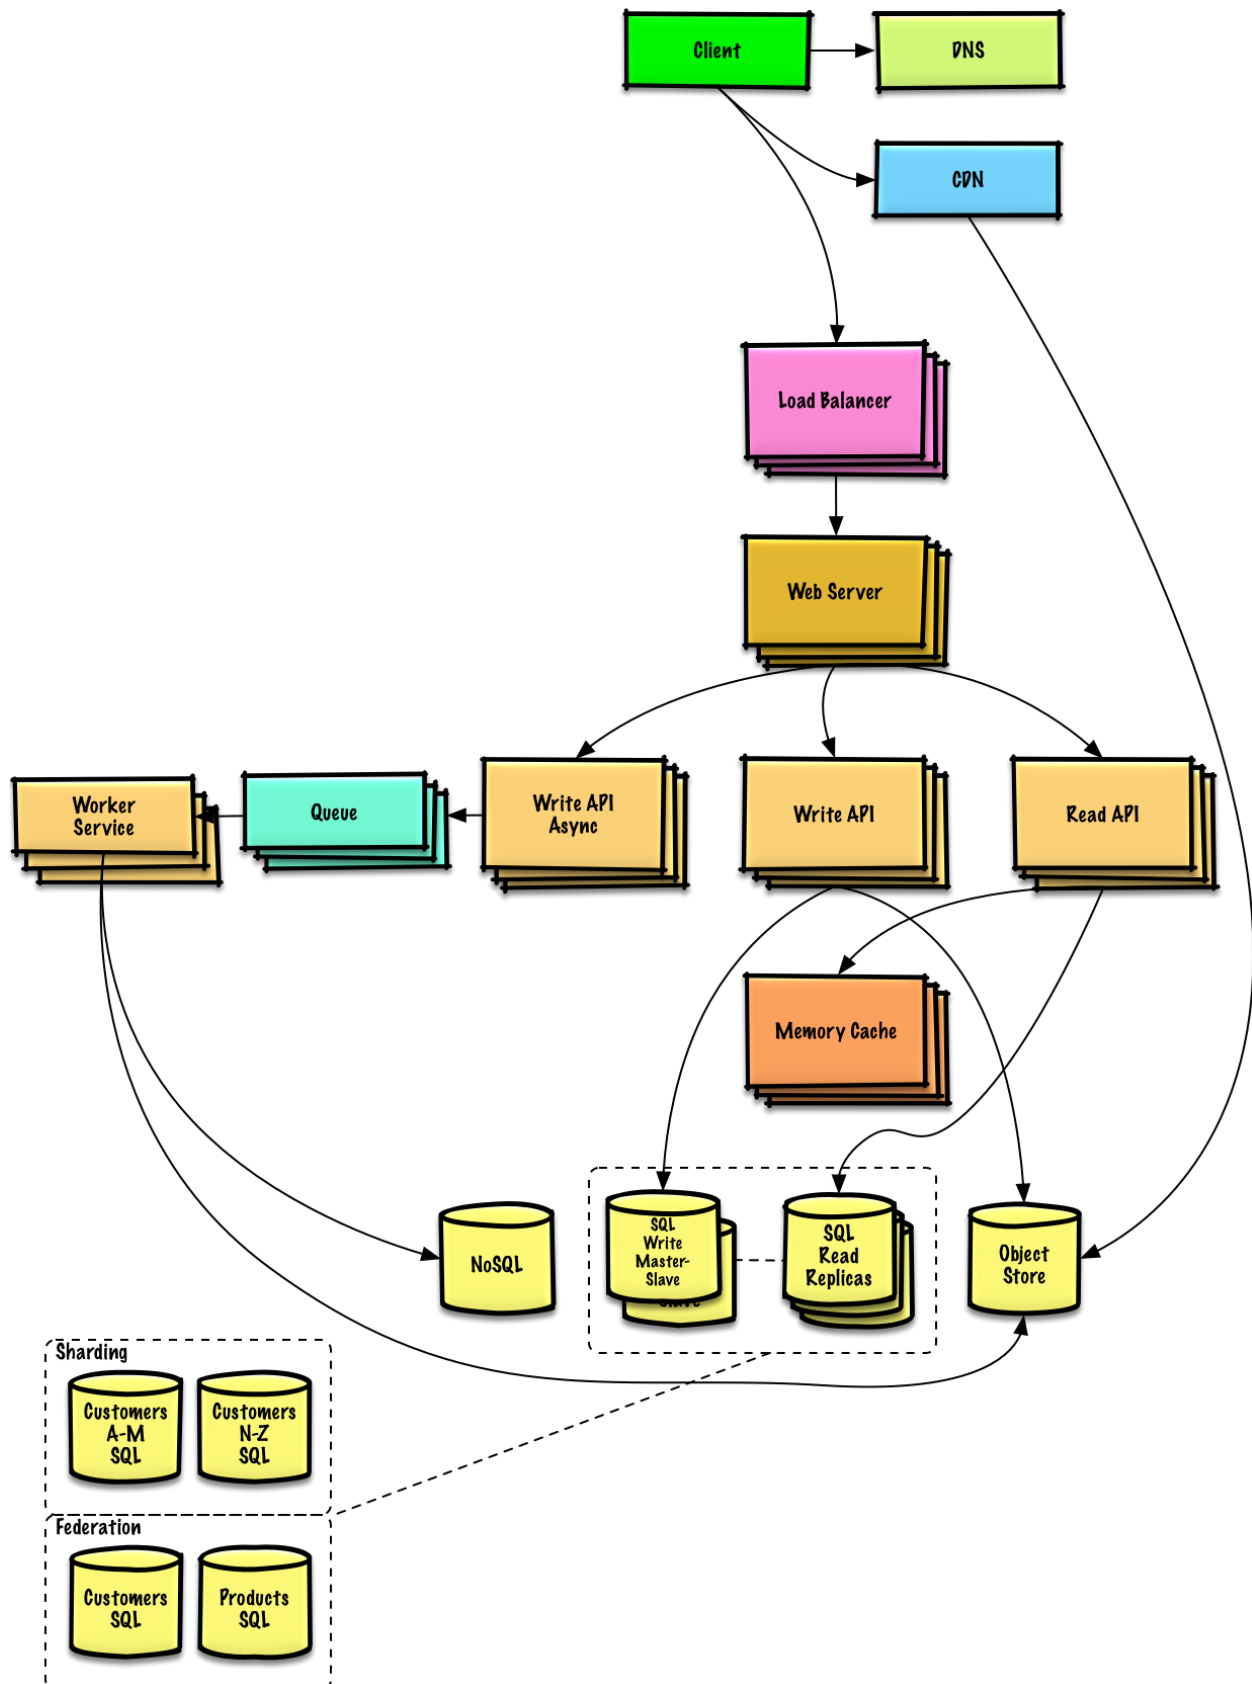 Client
DNS
CDN
Load Balancer
Web Server
Worker
Service
Queue
Write API
Async
Write API
Read API
Memory Cache
NoSQL
SQL
Write
Master-
Slave
Slave
SQL
Read
Replicas
Object
Store
Sharding
Customers
A-M
SQL
Customers
N-Z
SQL
Federation
Customers
SQL
Products
SQL